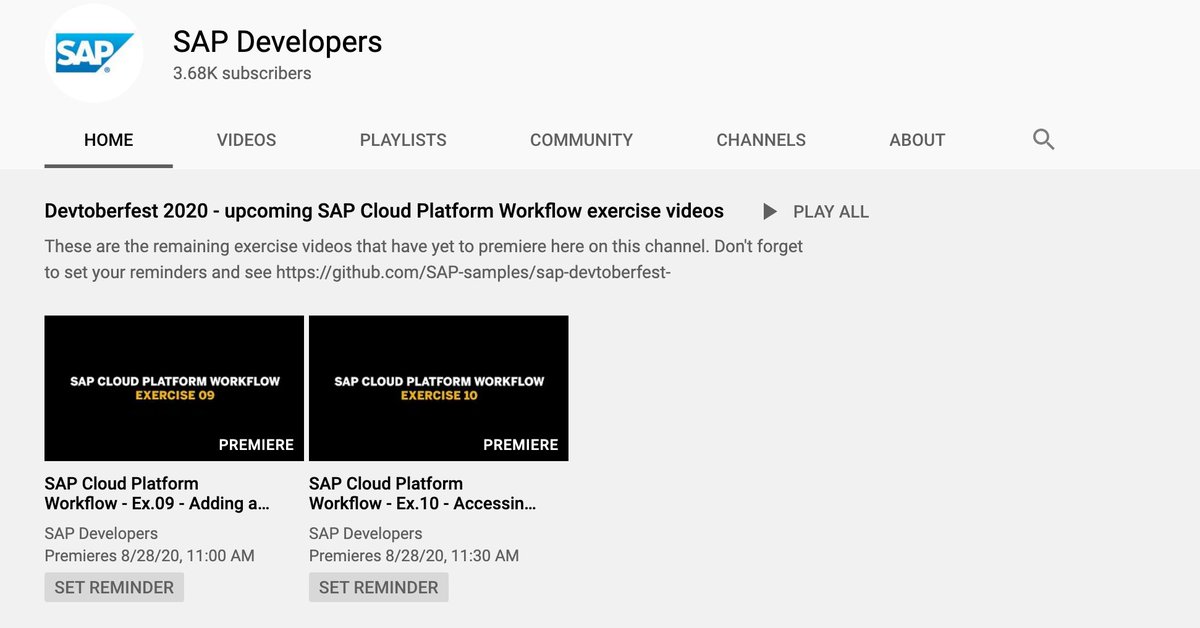 SAP
SAP Developers
3.68K subscribers
HOME
VIDEOS
PLAYLISTS
COMMUNITY
CHANNELS
ABOUT
Devtoberfest 2020 - upcoming SAP Cloud Platform Workflow exercise videos
PLAY ALL
These are the remaining exercise videos that have yet to premiere here on this channel. Don't forget
to set your reminders and see https://github.com/SAP-samples/sap-devtoberfest-
SAP CLOUD PLATFORM WORKFLOW
EXERCISE 09
PREMIERE
SAP Cloud Platform
Workflow - Ex.09 - Adding a...
SAP Developers
Premieres 8/28/20, 11:00 AM
SET REMINDER
SAP CLOUD PLATFORM WORKFLOW
EXERCISE 10
PREMIERE
SAP Cloud Platform
Workflow - Ex.10 - Accessin...
SAP Developers
Premieres 8/28/20, 11:30 AM
SET REMINDER